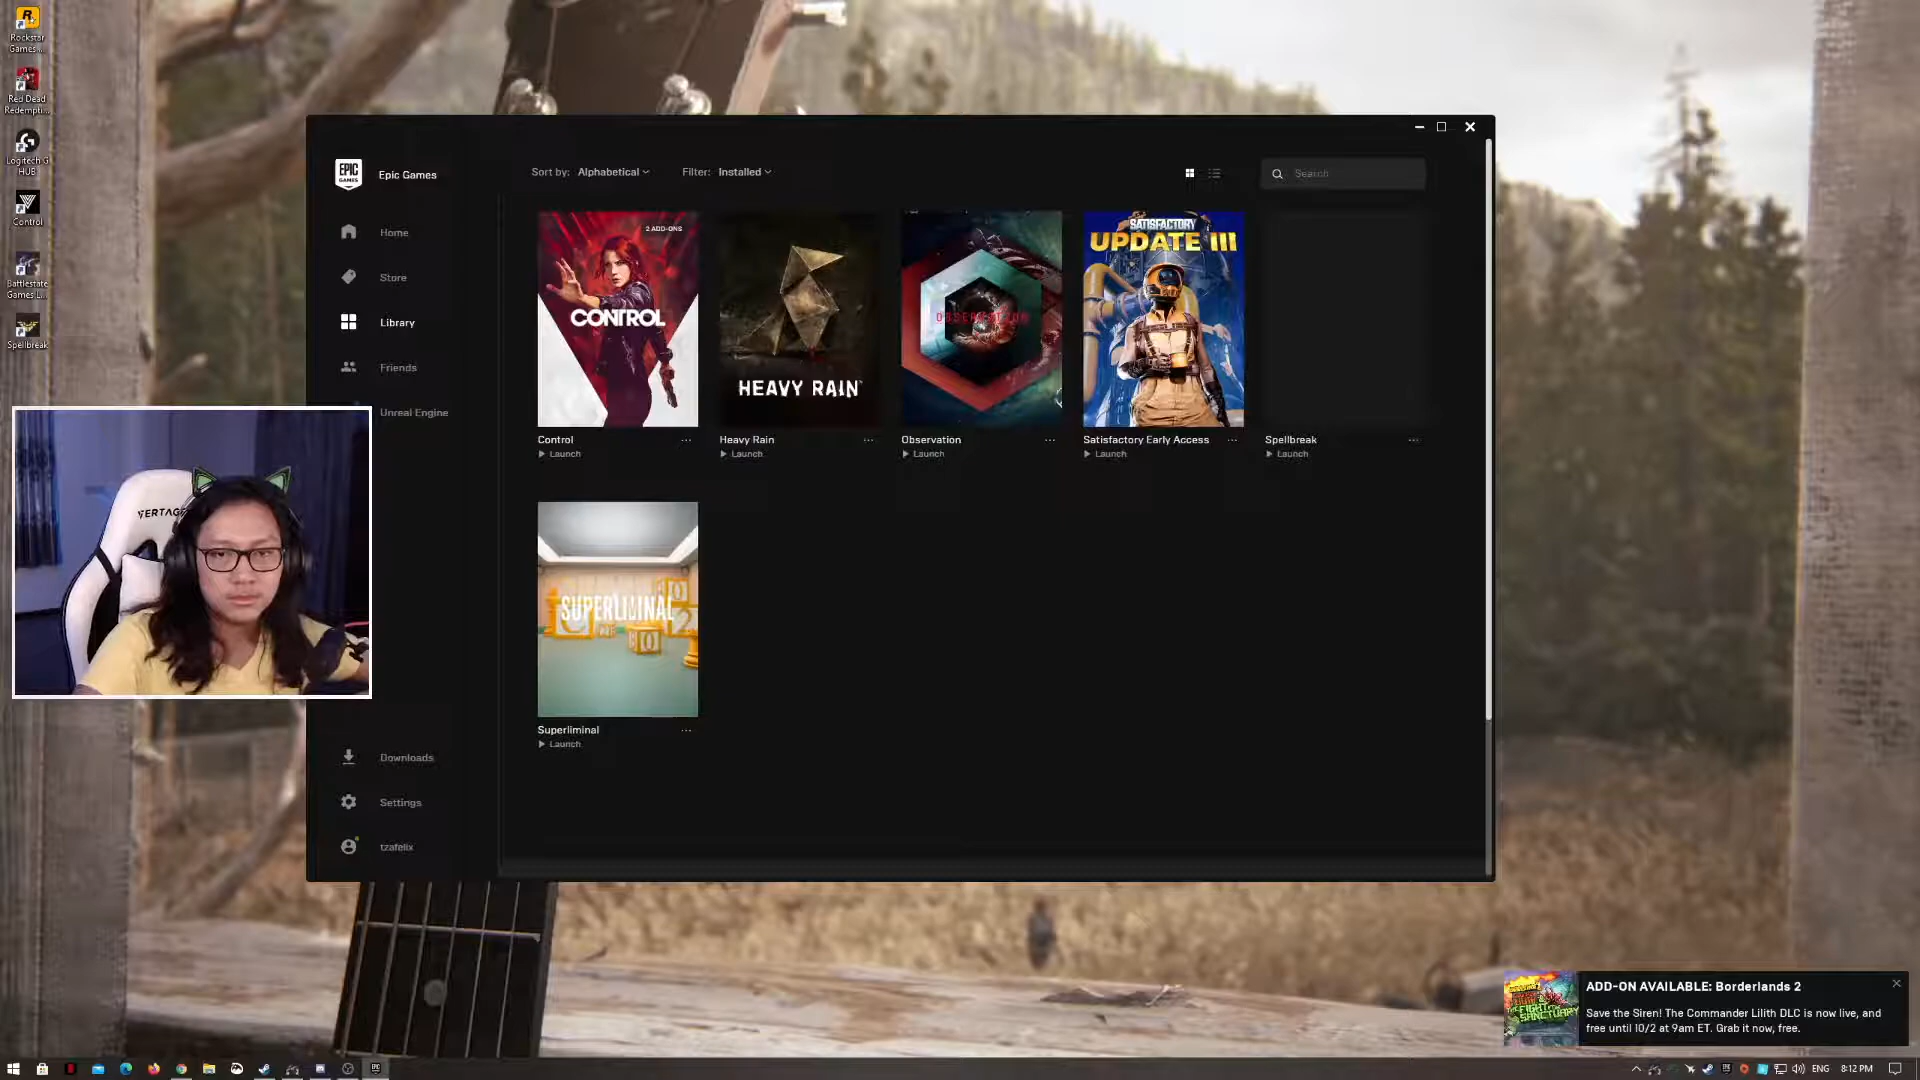 Rockstar
Games ...
Red Dead
Redempti...
Logitech G
HUB
Control
Battlestate
Games L...
Spellbreak
EPIC
GAMES
Epic Games
Home
Store
Library
Friends
Unreal Engine
Downloads
Settings
tzafelix
Sort by: Alphabetical
Filter: Installed
Search
2 ADD-ONS
CONTROL
Control
Launch
HEAVY RAIN
Heavy Rain
Launch
OBSERVATION
Observation
Launch
SATISFACTORY
UPDATE III
Satisfactory Early Access
Launch
Spellbreak
Launch
SUPERLIMINAL
Superliminal
Launch
VERTAG
ADD-ON AVAILABLE: Borderlands 2
Save the Siren! The Commander Lilith DLC is now live, and
free until 10/2 at 9am ET. Grab it now, free.
ENG
8:12 PM